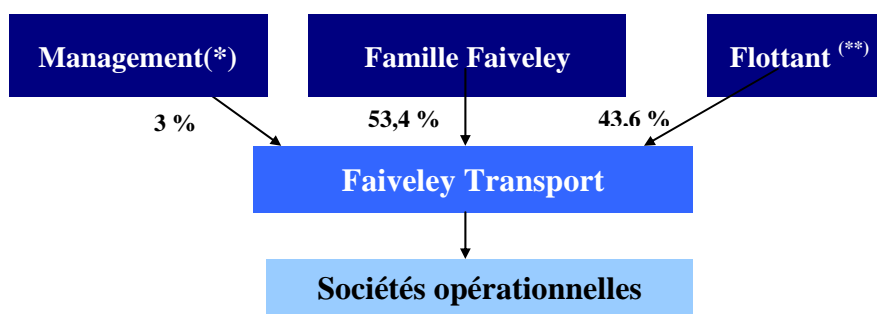 Management(*) Famille Faiveley Flottant (**)
3 % 53,4 % 43.6 %
Faiveley Transport
Sociétés opérationnelles